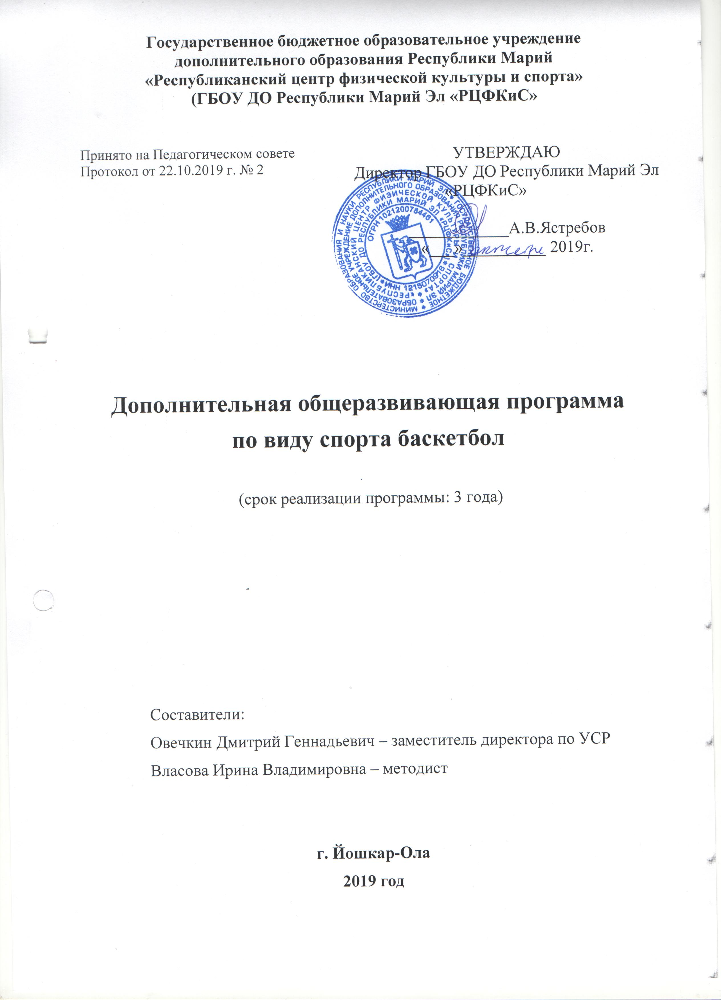 Государственное бюджетное образовательное учреждение
дополнительного образования Республики Марий
«Республиканский центр физической культуры и спорта»
(ГБОУ ДО Республики Марий Эл «РЦФКиС»
Принято на Педагогическом совете
Протокол от 22.10.2019 г. № 2
УТВЕРЖДАЮ
Директор ГБОУ ДО Республики Марий Эл
«РЦФКиС»
______________А.В.Ястребов
«___» октября 2019г.
МИНИСТЕРСТВО ОБРАЗОВАНИЯ И НАУКИ РЕСПУБЛИКИ МАРИЙ ЭЛ * ГОСУДАРСТВЕННОЕ БЮДЖЕТНОЕ *
ОБРАЗОВАТЕЛЬНОЕ УЧРЕЖДЕНИЕ ДОПОЛНИТЕЛЬНОГО ОБРАЗОВАНИЯ РЕСПУБЛИКИ МАРИЙ ЭЛ *
«РЕСПУБЛИКАНСКИЙ ЦЕНТР ФИЗИЧЕСКОЙ КУЛЬТУРЫ И СПОРТА» *
(ГБОУ ДО РЕСПУБЛИКИ МАРИЙ ЭЛ «РЦФКиС») *
ОГРН 1021200784461
* ИНН 1215070916 *
Дополнительная общеразвивающая программа
по виду спорта баскетбол
(срок реализации программы: 3 года)
Составители:
Овечкин Дмитрий Геннадьевич – заместитель директора по УСР
Власова Ирина Владимировна – методист
г. Йошкар-Ола
2019 год